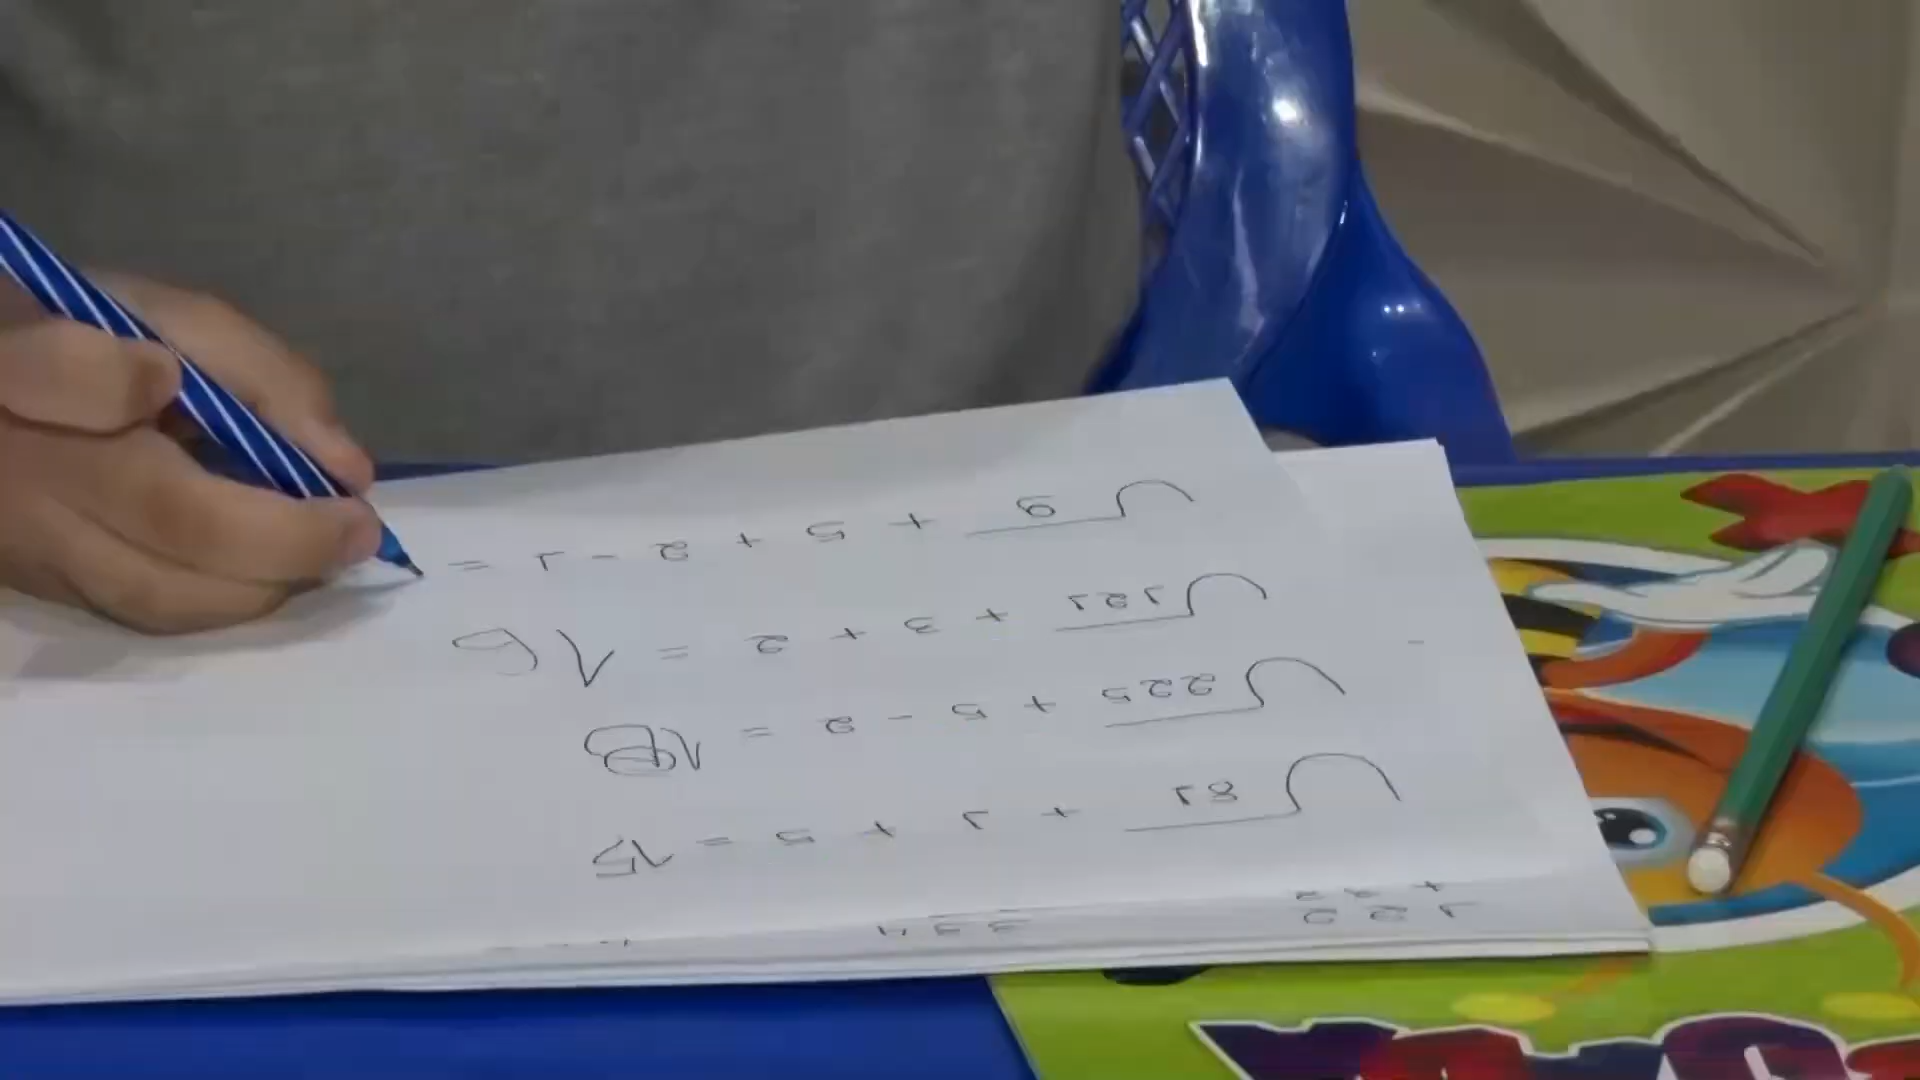 √81 + 1 + 5 = 15
√225 + 5 - 2 = 18
√121 + 3 + 2 = 16
√9 + 5 + 2 - 1 =